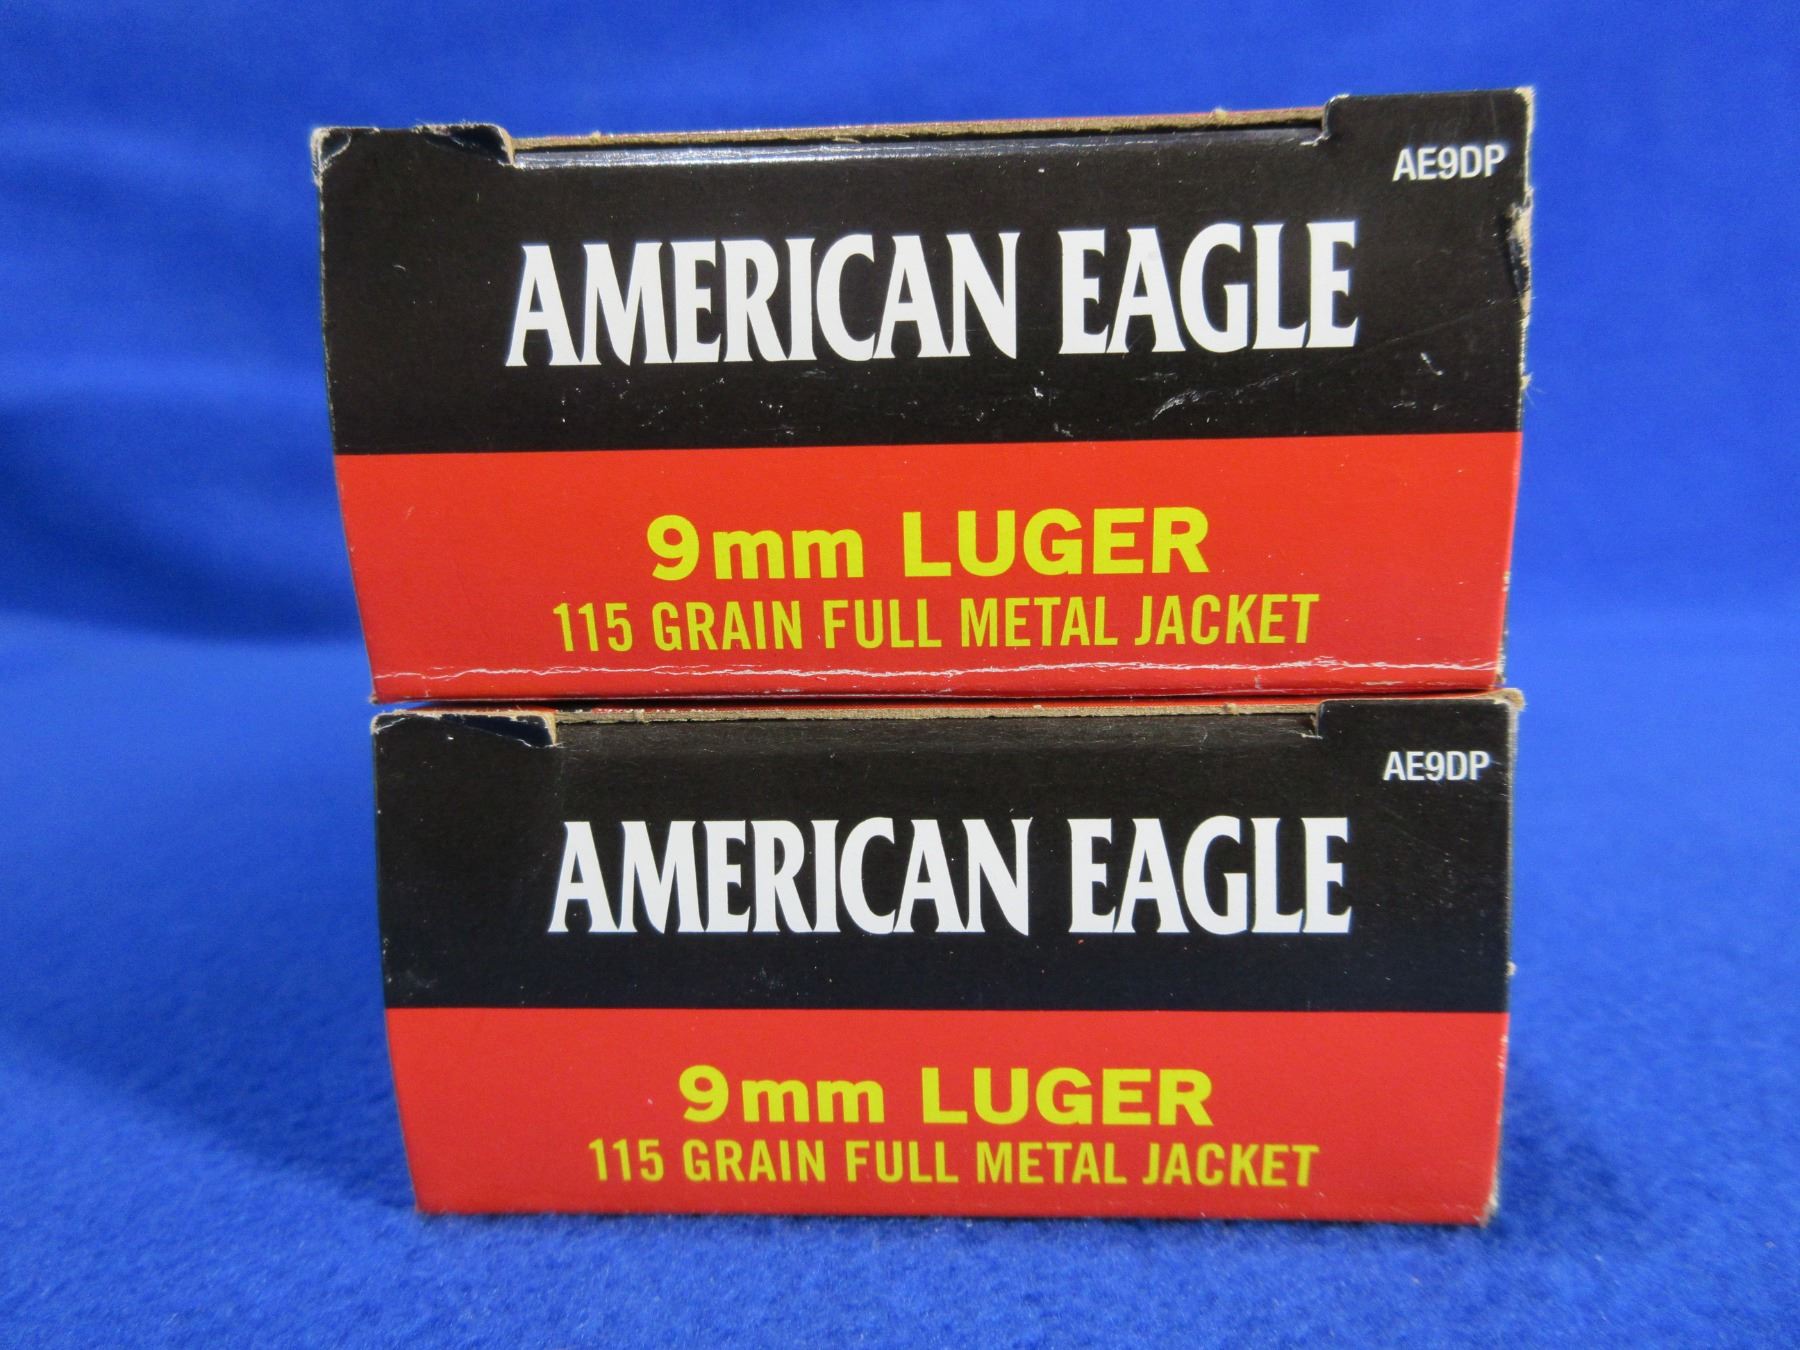 AE9DP
AMERICAN EAGLE
9mm LUGER
115 GRAIN FULL METAL JACKET
AE9DP
AMERICAN EAGLE
9mm LUGER
115 GRAIN FULL METAL JACKET